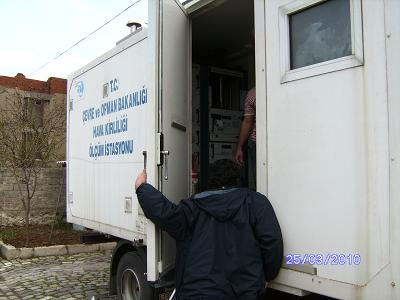 T.C.
ÇEVRE ve ORMAN BAKANLIĞI
HAVA KİRLİLİĞİ
ÖLÇÜM İSTASYONU
25/03/2010